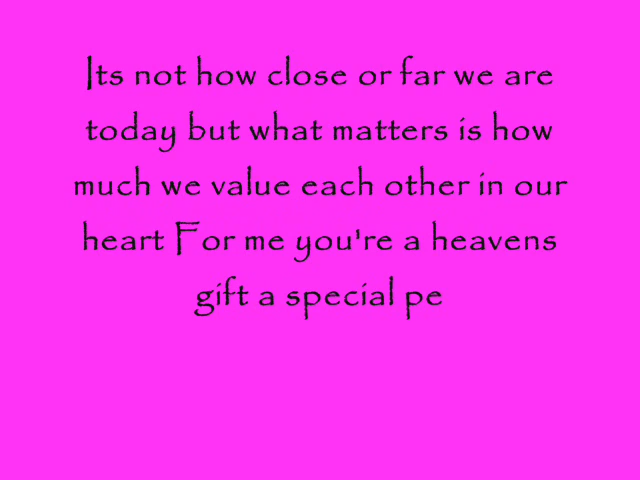 Its not how close or far we are
today but what matters is how
much we value each other in our
heart For me you're a heavens
gift a special pe